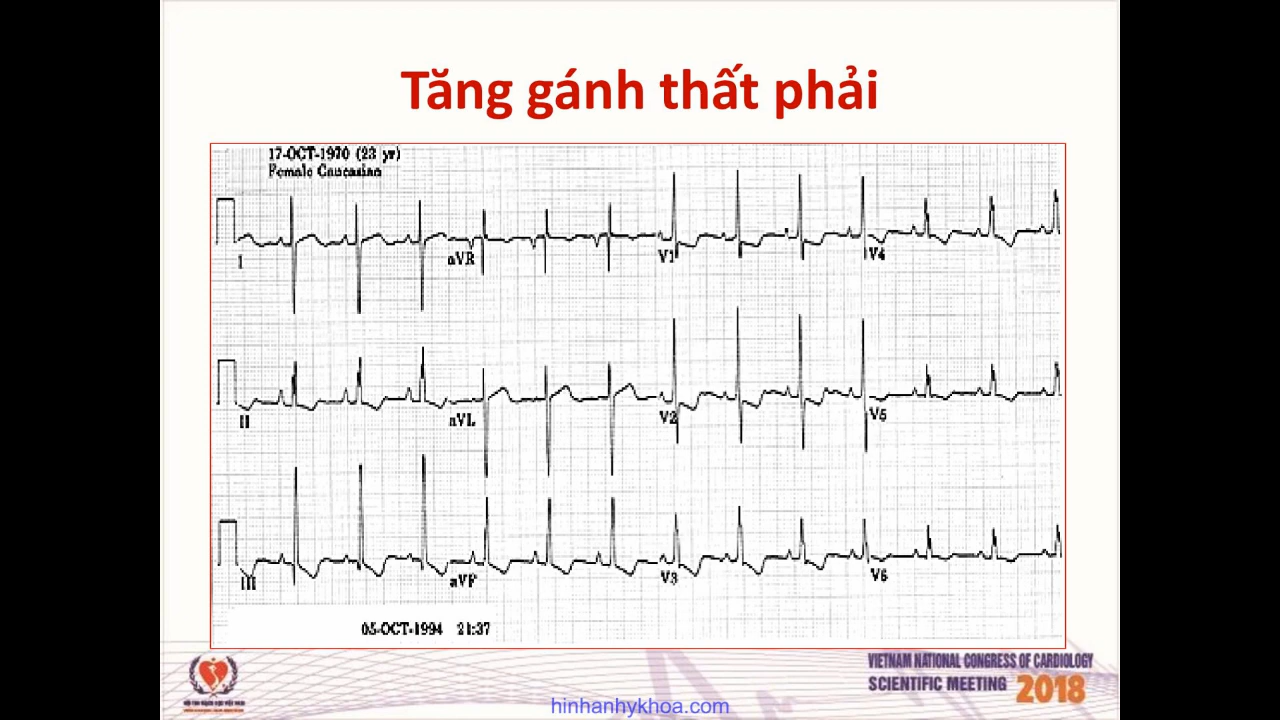 Tăng gánh thất phải
17-OCT-1970 (23 yr)
Female Caucasian
I
aVR
V1
V4
II
aVL
V2
V5
III
aVF
V3
V6
05-OCT-1994 21:37
VIETNAM NATIONAL CONGRESS OF CARDIOLOGY
SCIENTIFIC MEETING 2018
hinhanhykhoa.com